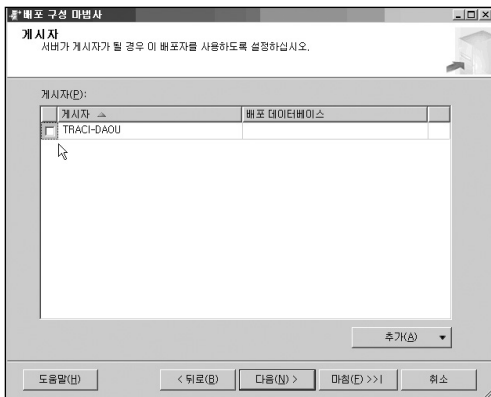 배포 구성 마법사
게시자
서버가 게시자가 될 경우 이 배포자를 사용하도록 설정하십시오.
게시자(P):
게시자 배포 데이터베이스
TRACI-DAOU
추가(A)
도움말(H) < 뒤로(B) 다음(N) > 마침(F) >>| 취소